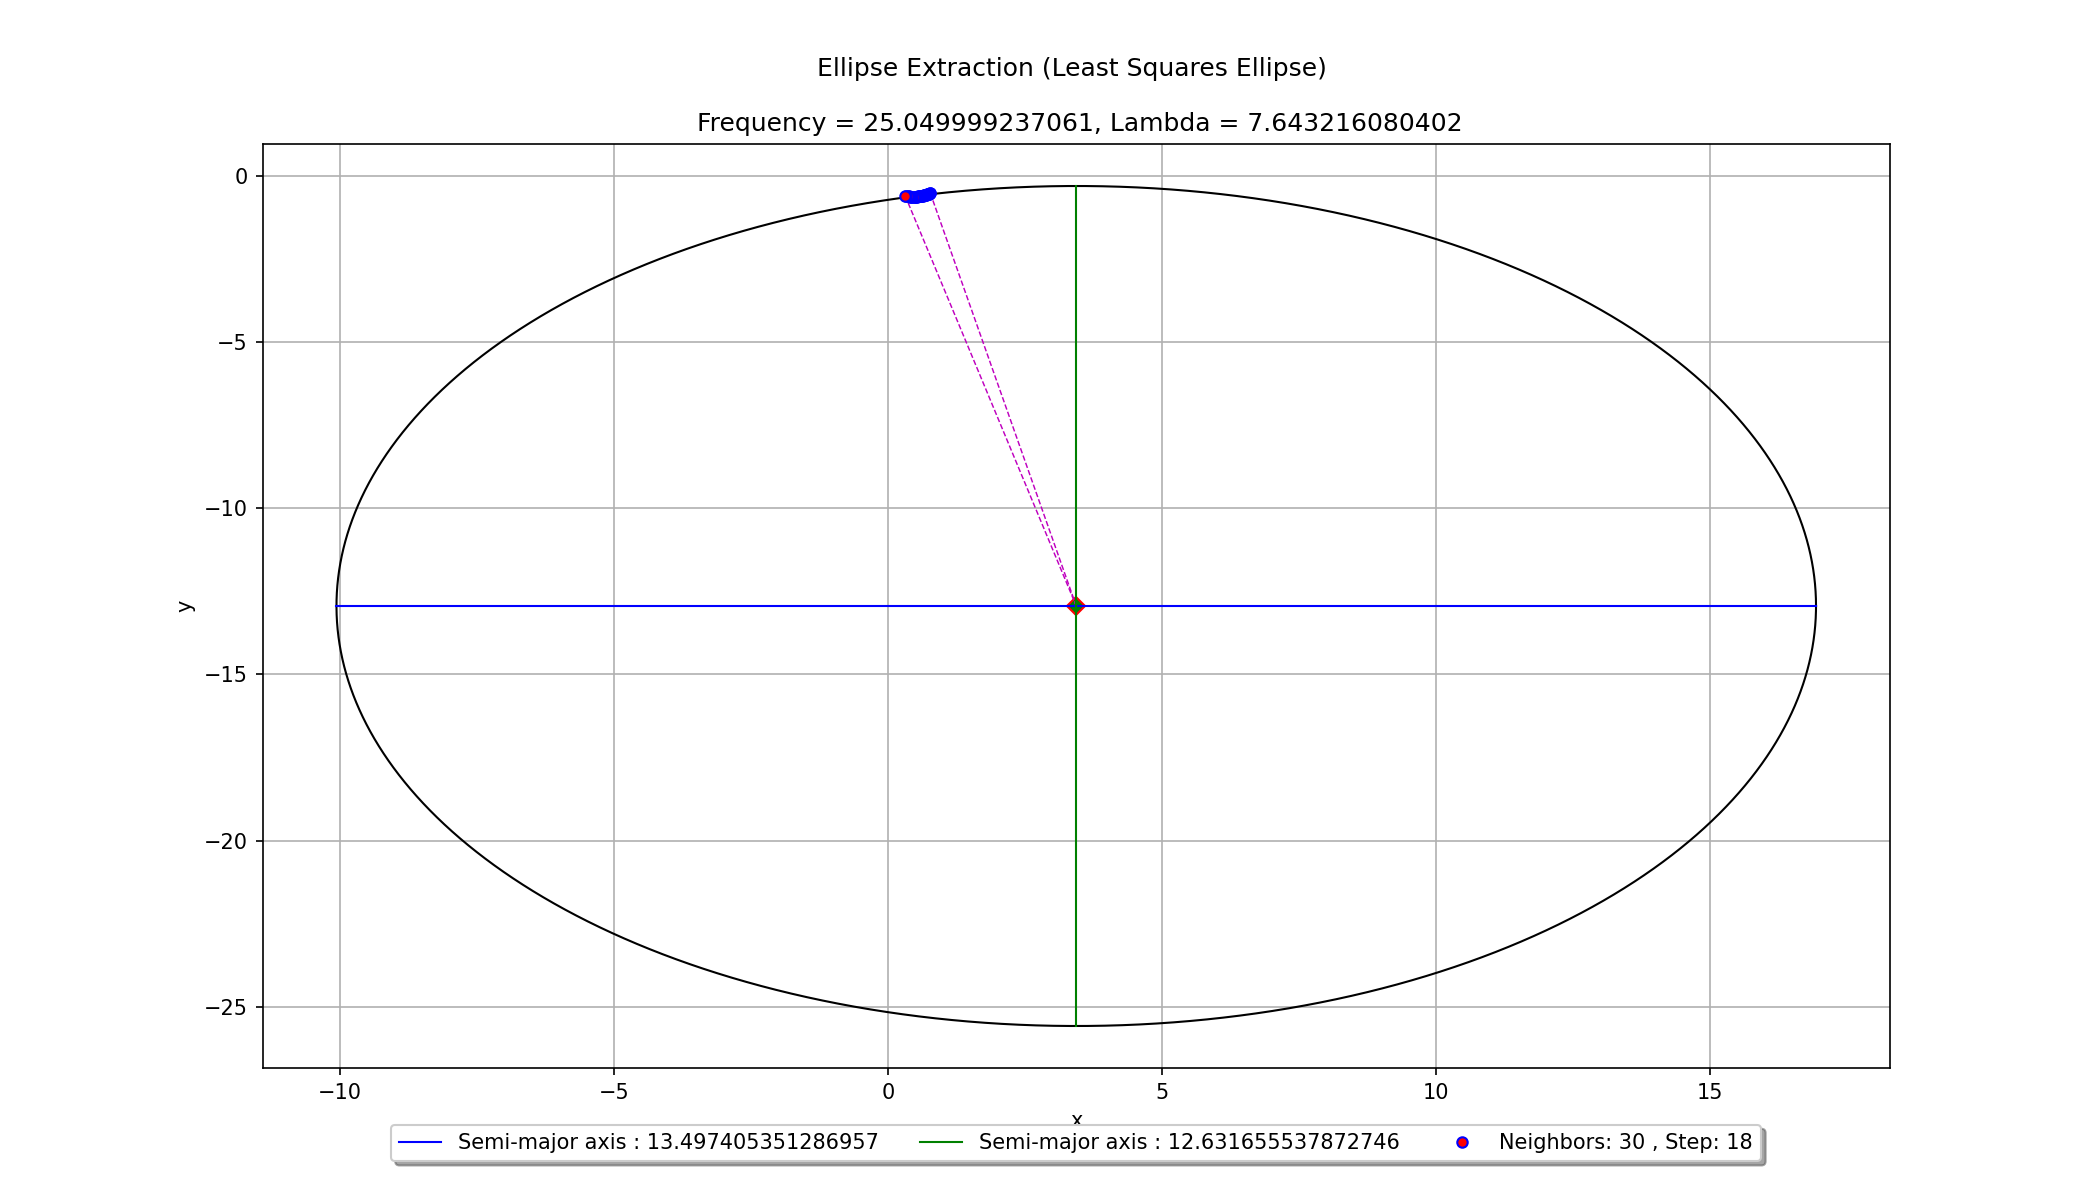 Ellipse Extraction (Least Squares Ellipse)
Frequency = 25.049999237061, Lambda = 7.643216080402
0
−5
−10
−15
−20
−25
y
−10 −5 0 5 10 15
x
Semi-major axis : 13.497405351286957 Semi-major axis : 12.631655537872746 Neighbors: 30 , Step: 18